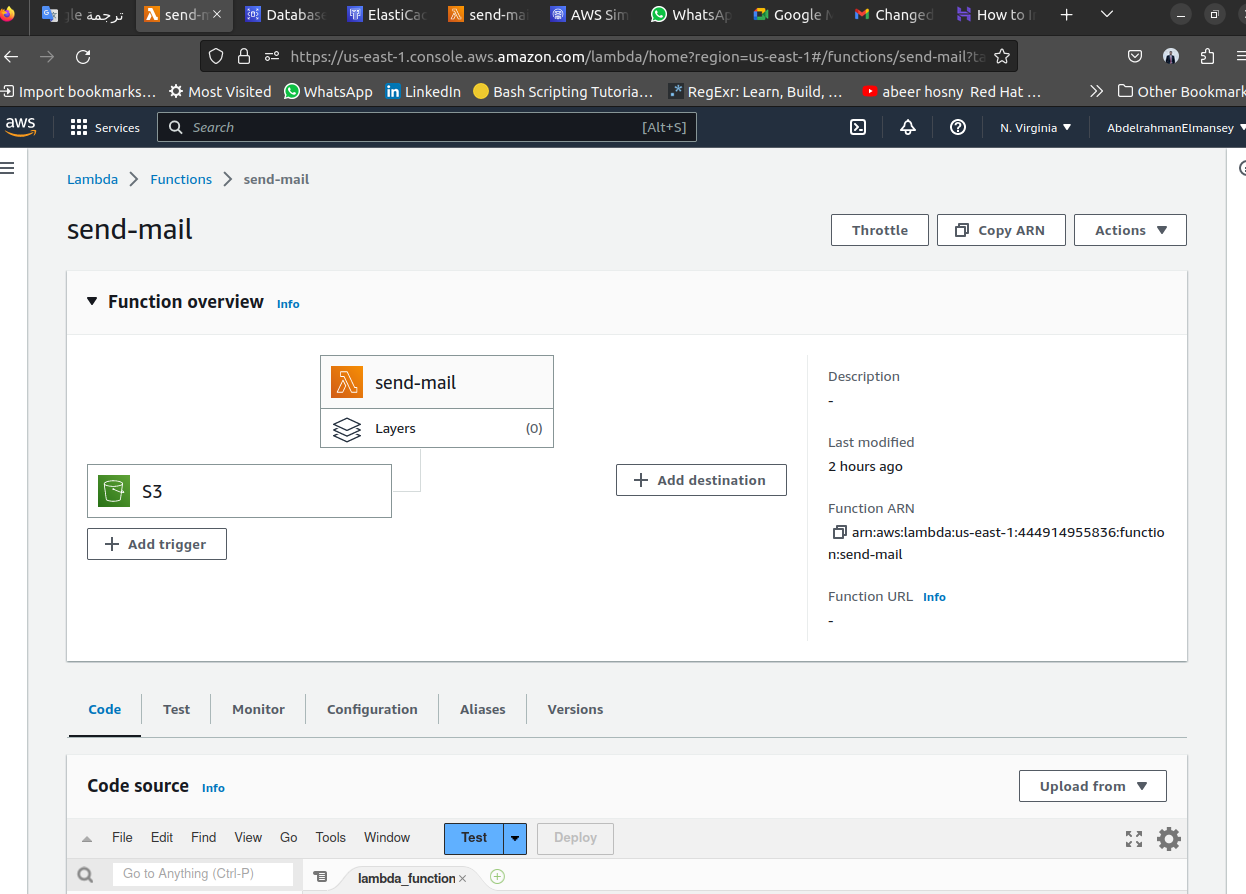 ترجمة gle
send-m
Database
ElastiCac
send-mai
AWS Sim
WhatsAp
Google M
Changed
How to I
https://us-east-1.console.aws.amazon.com/lambda/home?region=us-east-1#/functions/send-mail?ta
Import bookmarks… Most Visited WhatsApp LinkedIn Bash Scripting Tutoria… RegExr: Learn, Build, … abeer hosny Red Hat … Other Bookmark
aws Services Search [Alt+S] N. Virginia AbdelrahmanElmansey
Lambda Functions send-mail
send-mail Throttle Copy ARN Actions
Function overview Info
send-mail
Layers (0)
S3
Add trigger
Add destination
Description
-
Last modified
2 hours ago
Function ARN
arn:aws:lambda:us-east-1:444914955836:functio
n:send-mail
Function URL Info
-
Code Test Monitor Configuration Aliases Versions
Code source Info Upload from
File Edit Find View Go Tools Window Test Deploy
Go to Anything (Ctrl-P) lambda_function